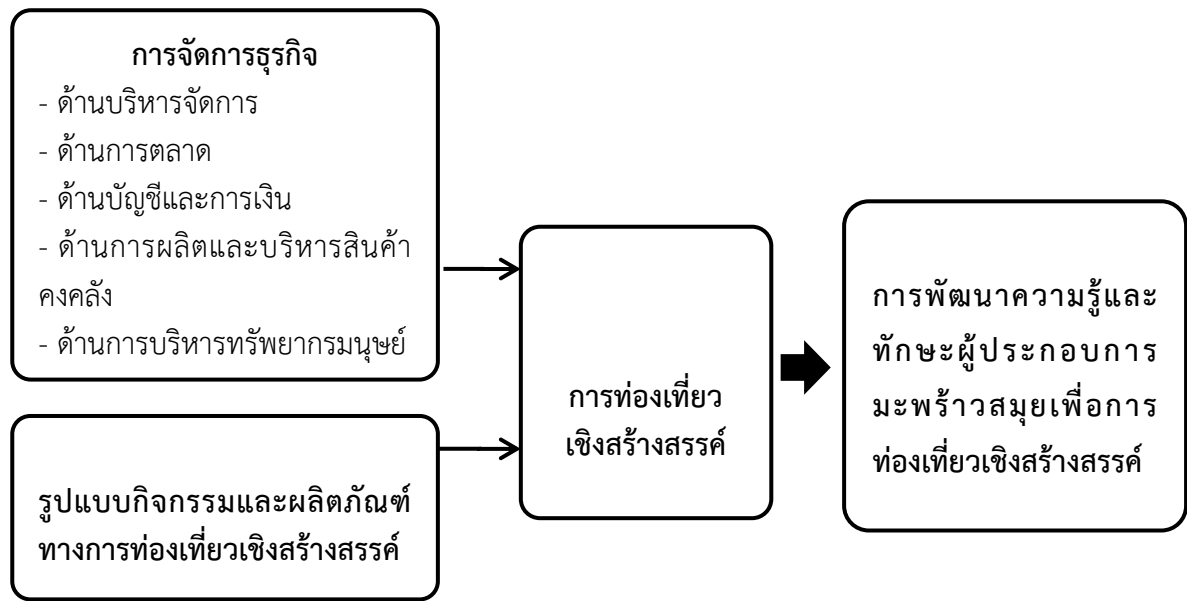 การจัดการธุรกิจ
- ด้านบริหารจัดการ
- ด้านการตลาด
- ด้านบัญชีและการเงิน
- ด้านการผลิตและบริหารสินค้า
คงคลัง
- ด้านการบริหารทรัพยากรมนุษย์
รูปแบบกิจกรรมและผลิตภัณฑ์
ทางการท่องเที่ยวเชิงสร้างสรรค์
การท่องเที่ยว
เชิงสร้างสรรค์
การพัฒนาความรู้และ
ทักษะผู้ประกอบการ
มะพร้าวสมุยเพื่อการ
ท่องเที่ยวเชิงสร้างสรรค์